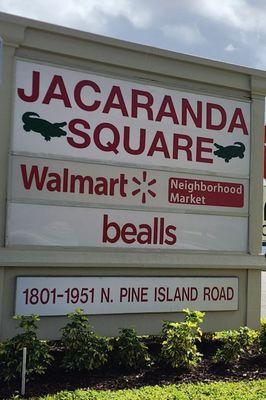 JACARANDA
SQUARE
Walmart Neighborhood Market
bealls
1801-1951 N. PINE ISLAND ROAD